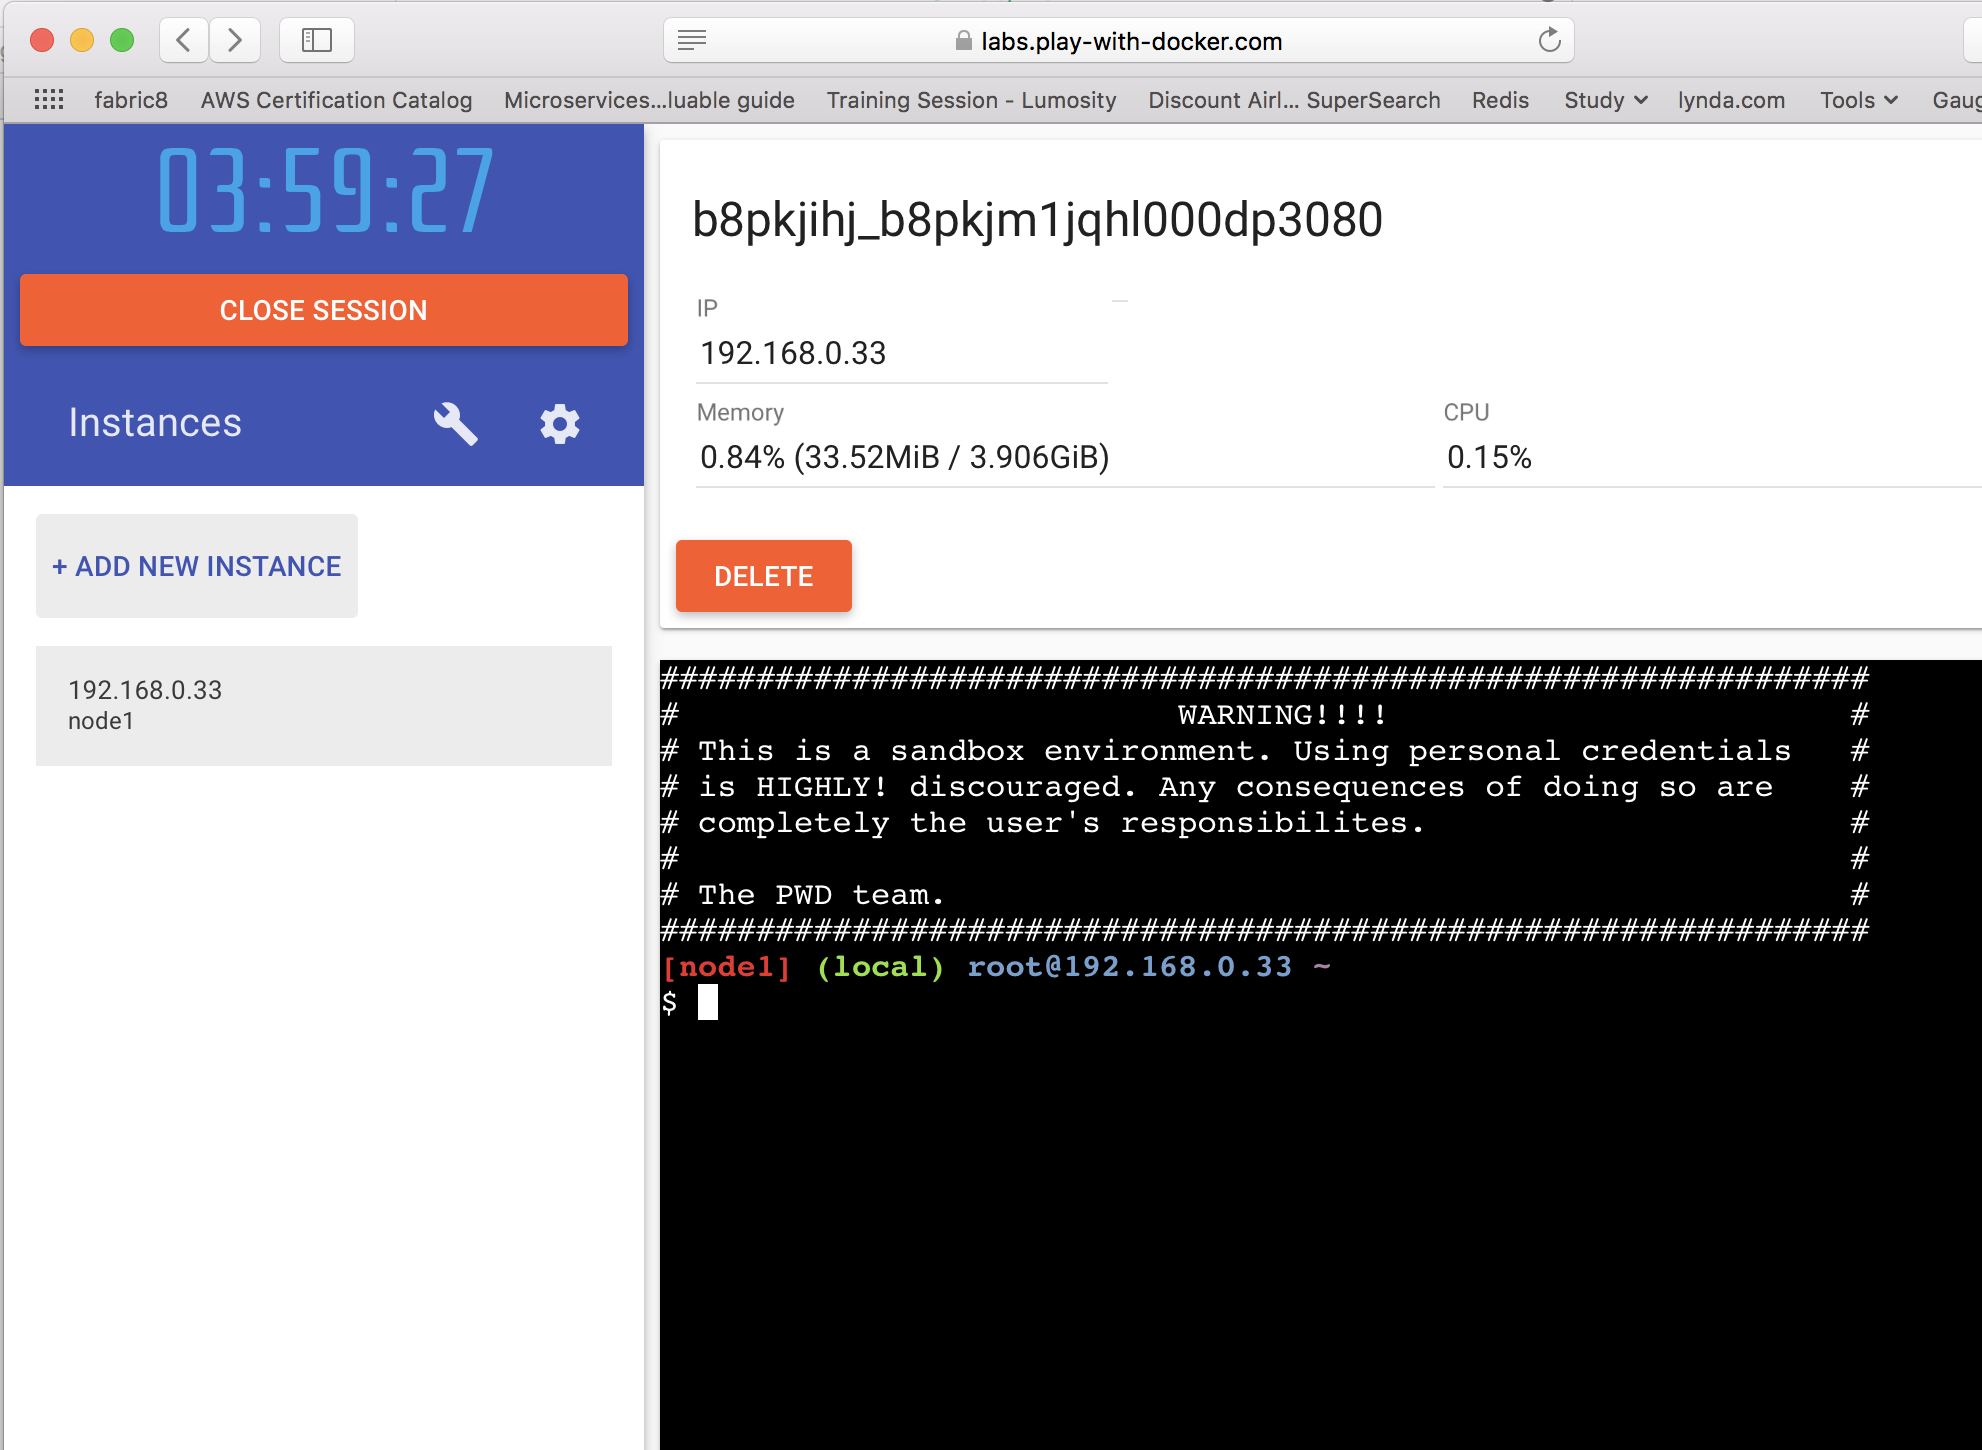 labs.play-with-docker.com
fabric8 AWS Certification Catalog Microservices...luable guide Training Session - Lumosity Discount Airl... SuperSearch Redis Study lynda.com Tools Gaug
03:59:27
CLOSE SESSION
Instances
+ ADD NEW INSTANCE
192.168.0.33
node1
b8pkjihj_b8pkjm1jqhl000dp3080
IP
192.168.0.33
Memory CPU
0.84% (33.52MiB / 3.906GiB) 0.15%
DELETE
###############################################################
# WARNING!!!! #
# This is a sandbox environment. Using personal credentials #
# is HIGHLY! discouraged. Any consequences of doing so are #
# completely the user's responsibilites. #
# #
# The PWD team. #
###############################################################
[node1] (local) root@192.168.0.33 ~
$